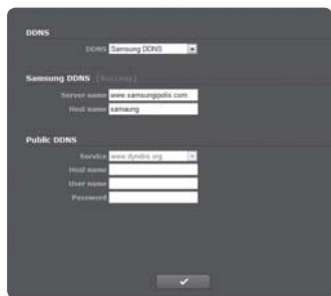 DDNS
DDNS Samsung DDNS
Samsung DDNS
Server name www.samsungipolis.com
Host name samsung
Public DDNS
Service www.dyndns.org
Host name
User name
Password